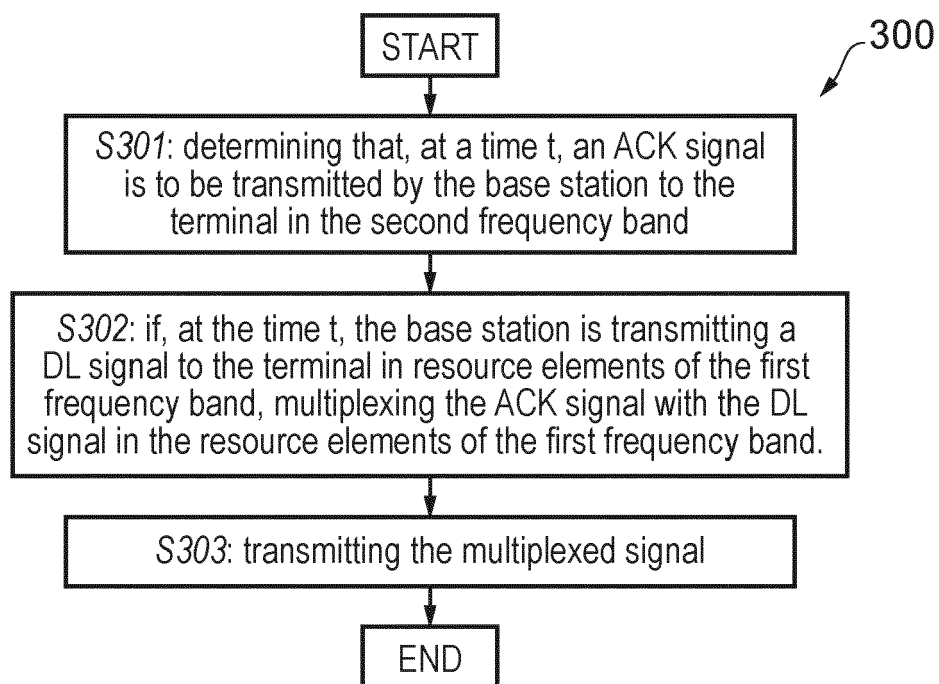 START
300
S301: determining that, at a time t, an ACK signal
is to be transmitted by the base station to the
terminal in the second frequency band
S302: if, at the time t, the base station is transmitting a
DL signal to the terminal in resource elements of the first
frequency band, multiplexing the ACK signal with the DL
signal in the resource elements of the first frequency band.
S303: transmitting the multiplexed signal
END